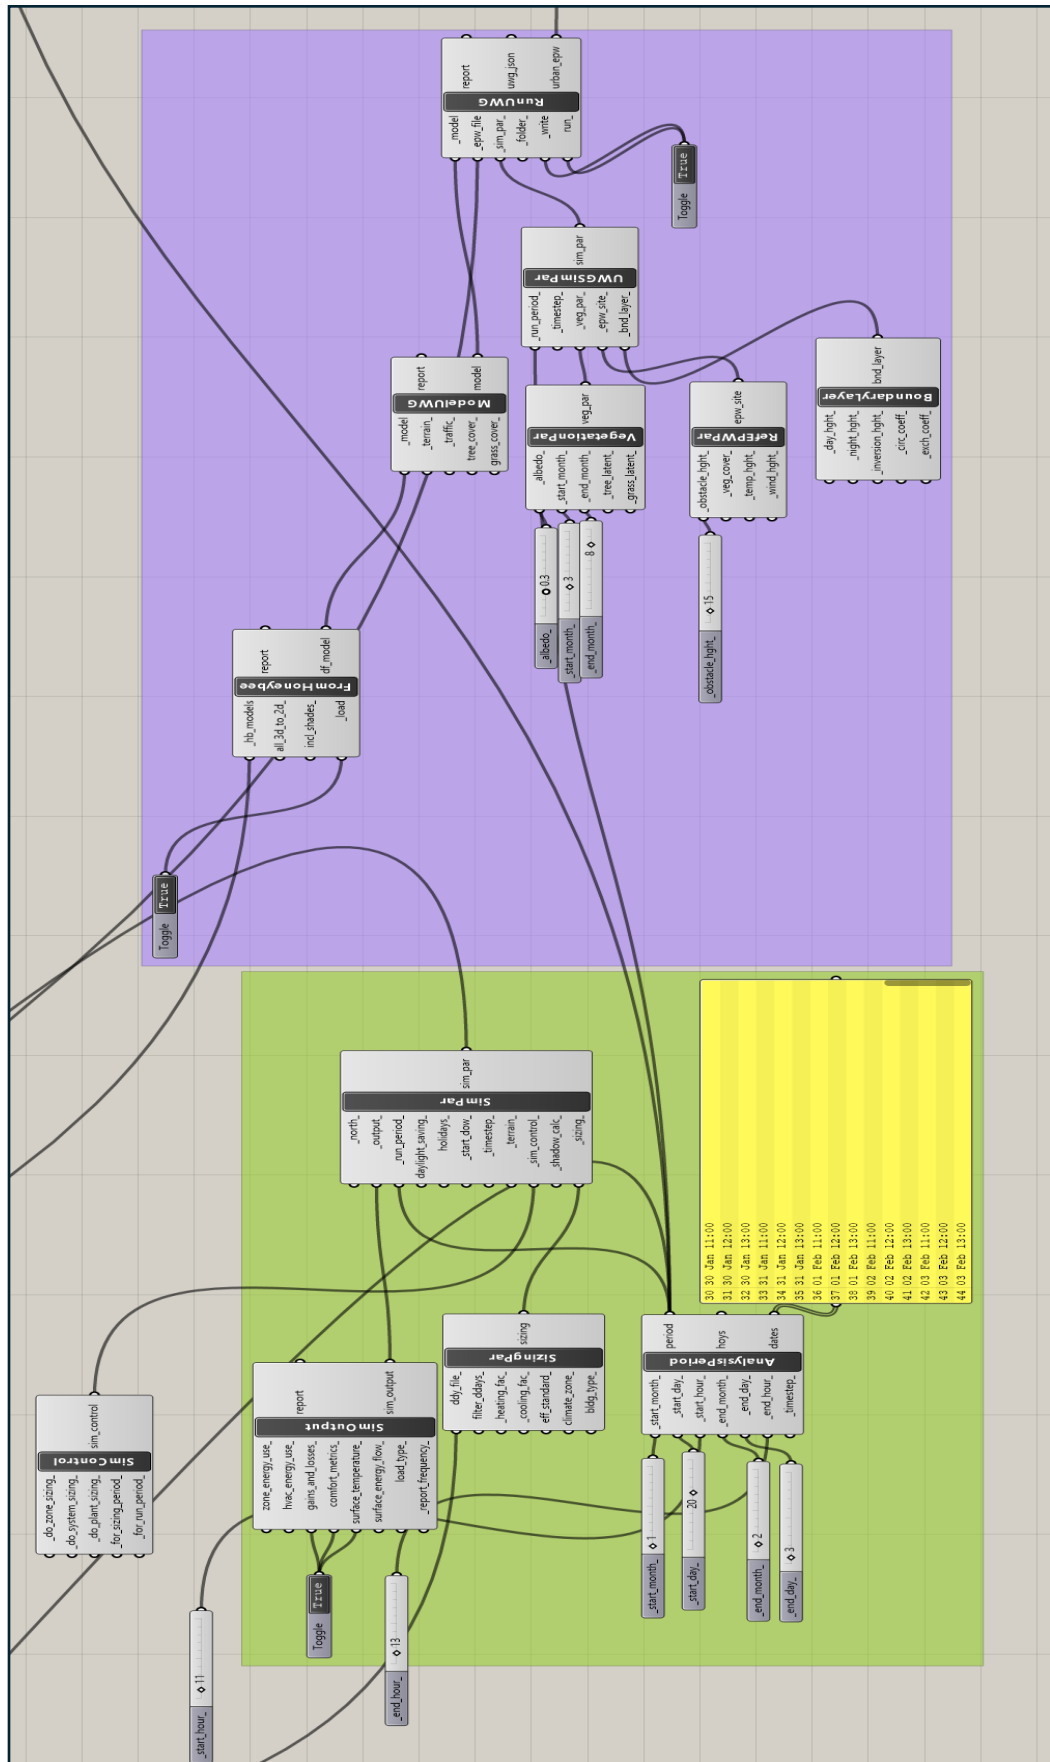 report
uwg_json
urban_epw
RunUWG
_model
_epw_file
_sim_par_
_folder_
_write
run_
Toggle True
sim_par
UWGSimPar
_run_period_
_timestep_
_veg_par_
_epw_site_
_bnd_layer_
report
model
ModelUWG
_model
_terrain_
_traffic_
tree_cover_
grass_cover_
veg_par
VegetationPar
_albedo_
_start_month_
_end_month_
_tree_latent_
_grass_latent_
epw_site
RefEPWPar
_obstacle_hght_
_veg_cover_
_temp_hght_
_wind_hght_
bnd_layer
BoundaryLayer
_day_hght_
_night_hght_
_inversion_hght_
_circ_coeff_
_exch_coeff_
_albedo_ 0.3
_start_month_ 3
_end_month_ 8
_obstacle_hght_ 15
report
df_model
FromHoneybee
_hb_models
all_3d_to_2d_
incl_shades_
_load
Toggle True
sim_par
SimPar
_north_
_output_
_run_period_
daylight_saving_
holidays_
_start_dow_
_timestep_
_terrain_
_sim_control_
_shadow_calc_
_sizing_
30 30 Jan 11:00
31 30 Jan 12:00
32 30 Jan 13:00
33 31 Jan 11:00
34 31 Jan 12:00
35 31 Jan 13:00
36 01 Feb 11:00
37 01 Feb 12:00
38 01 Feb 13:00
39 02 Feb 11:00
40 02 Feb 12:00
41 02 Feb 13:00
42 03 Feb 11:00
43 03 Feb 12:00
44 03 Feb 13:00
sim_control
SimControl
_do_zone_sizing_
_do_system_sizing_
_do_plant_sizing_
_for_sizing_period_
_for_run_period_
report
sim_output
SimOutput
zone_energy_use_
hvac_energy_use_
gains_and_losses_
comfort_metrics_
surface_temperature_
surface_energy_flow_
load_type_
_report_frequency_
sizing
SizingPar
ddy_file_
filter_ddays_
_heating_fac_
_cooling_fac_
eff_standard_
climate_zone_
bldg_type_
period
hoys
dates
AnalysisPeriod
_start_month_
_start_day_
_start_hour_
_end_month_
_end_day_
_end_hour_
_timestep_
_start_month_ 1
_start_day_ 20
_end_month_ 2
_end_day_ 3
Toggle True
_end_hour_ 13
_start_hour_ 11